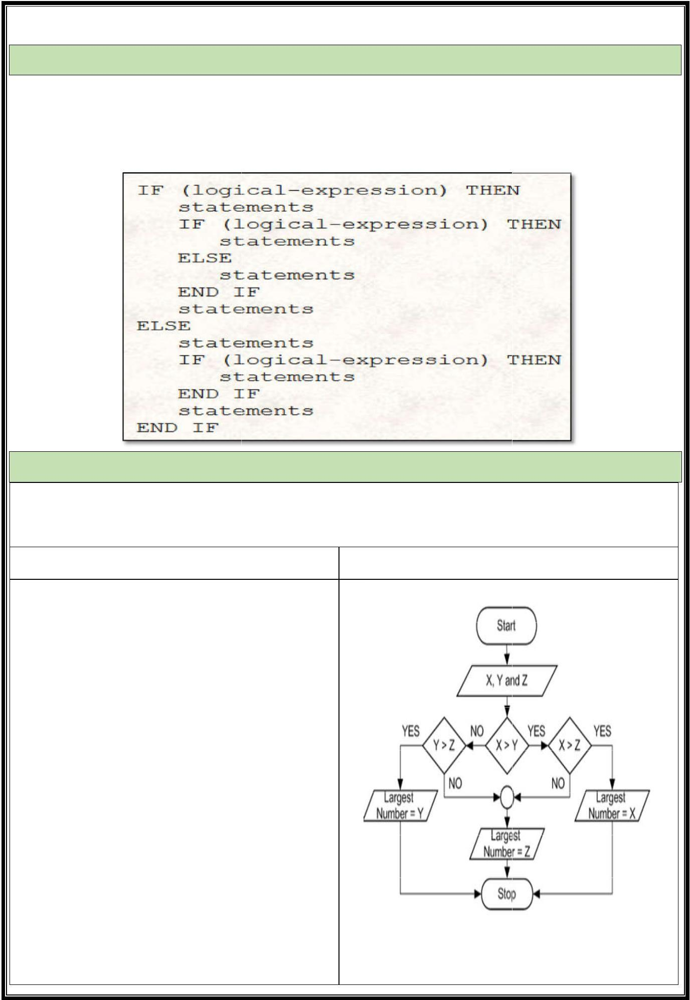 IF (logical-expression) THEN
    statements
    IF (logical-expression) THEN
        statements
    ELSE
        statements
    END IF
    statements
ELSE
    statements
    IF (logical-expression) THEN
        statements
    END IF
    statements
END IF
Start
X, Y and Z
YES
NO
YES
YES
Y > Z
X > Y
X > Z
NO
NO
Largest
Number = Y
Largest
Number = X
Largest
Number = Z
Stop